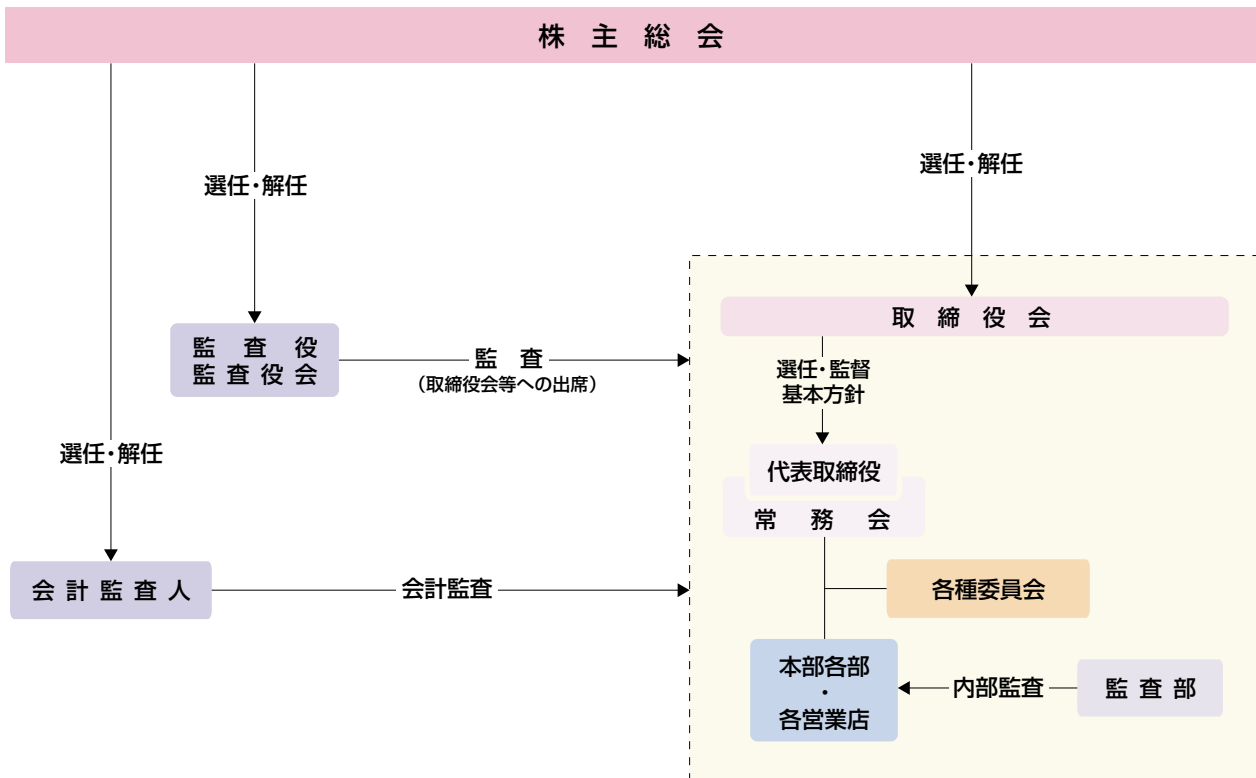 株主総会
選任・解任
選任・解任
選任・解任
取締役会
監査役
監査役会
監査
(取締役会等への出席)
選任・監督
基本方針
代表取締役
常務会
会計監査人
会計監査
各種委員会
本部各部
・
各営業店
内部監査
監査部